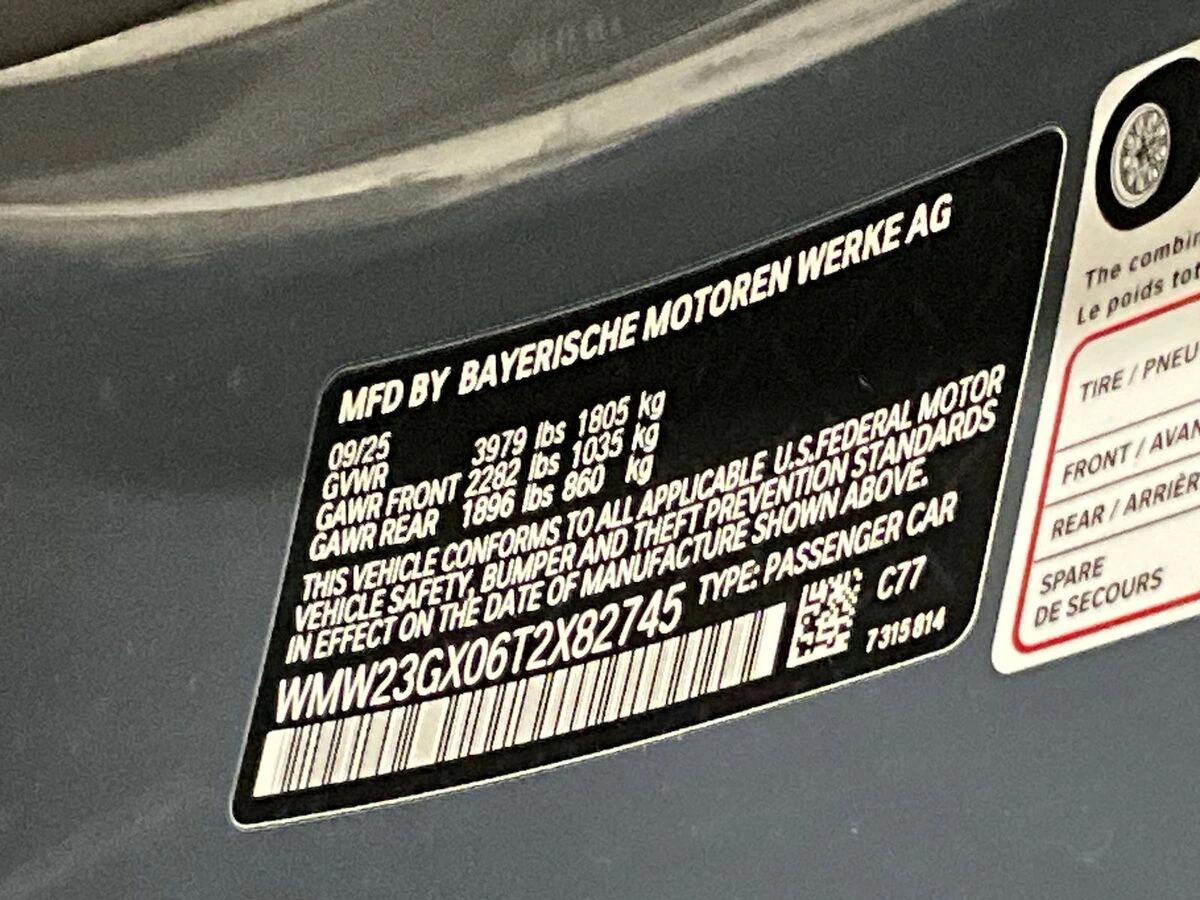 MFD BY BAYERISCHE MOTOREN WERKE AG
09/25
GVWR 3979 lbs 1805 kg
GAWR FRONT 2282 lbs 1035 kg
GAWR REAR 1896 lbs 860 kg
THIS VEHICLE CONFORMS TO ALL APPLICABLE U.S.FEDERAL MOTOR
VEHICLE SAFETY, BUMPER AND THEFT PREVENTION STANDARDS
IN EFFECT ON THE DATE OF MANUFACTURE SHOWN ABOVE.
WMW23GX06T2X82745 TYPE: PASSENGER CAR
C77
7315814
The combin
Le poids tot
TIRE / PNEU
FRONT / AVAN
REAR / ARRIÈR
SPARE
DE SECOURS